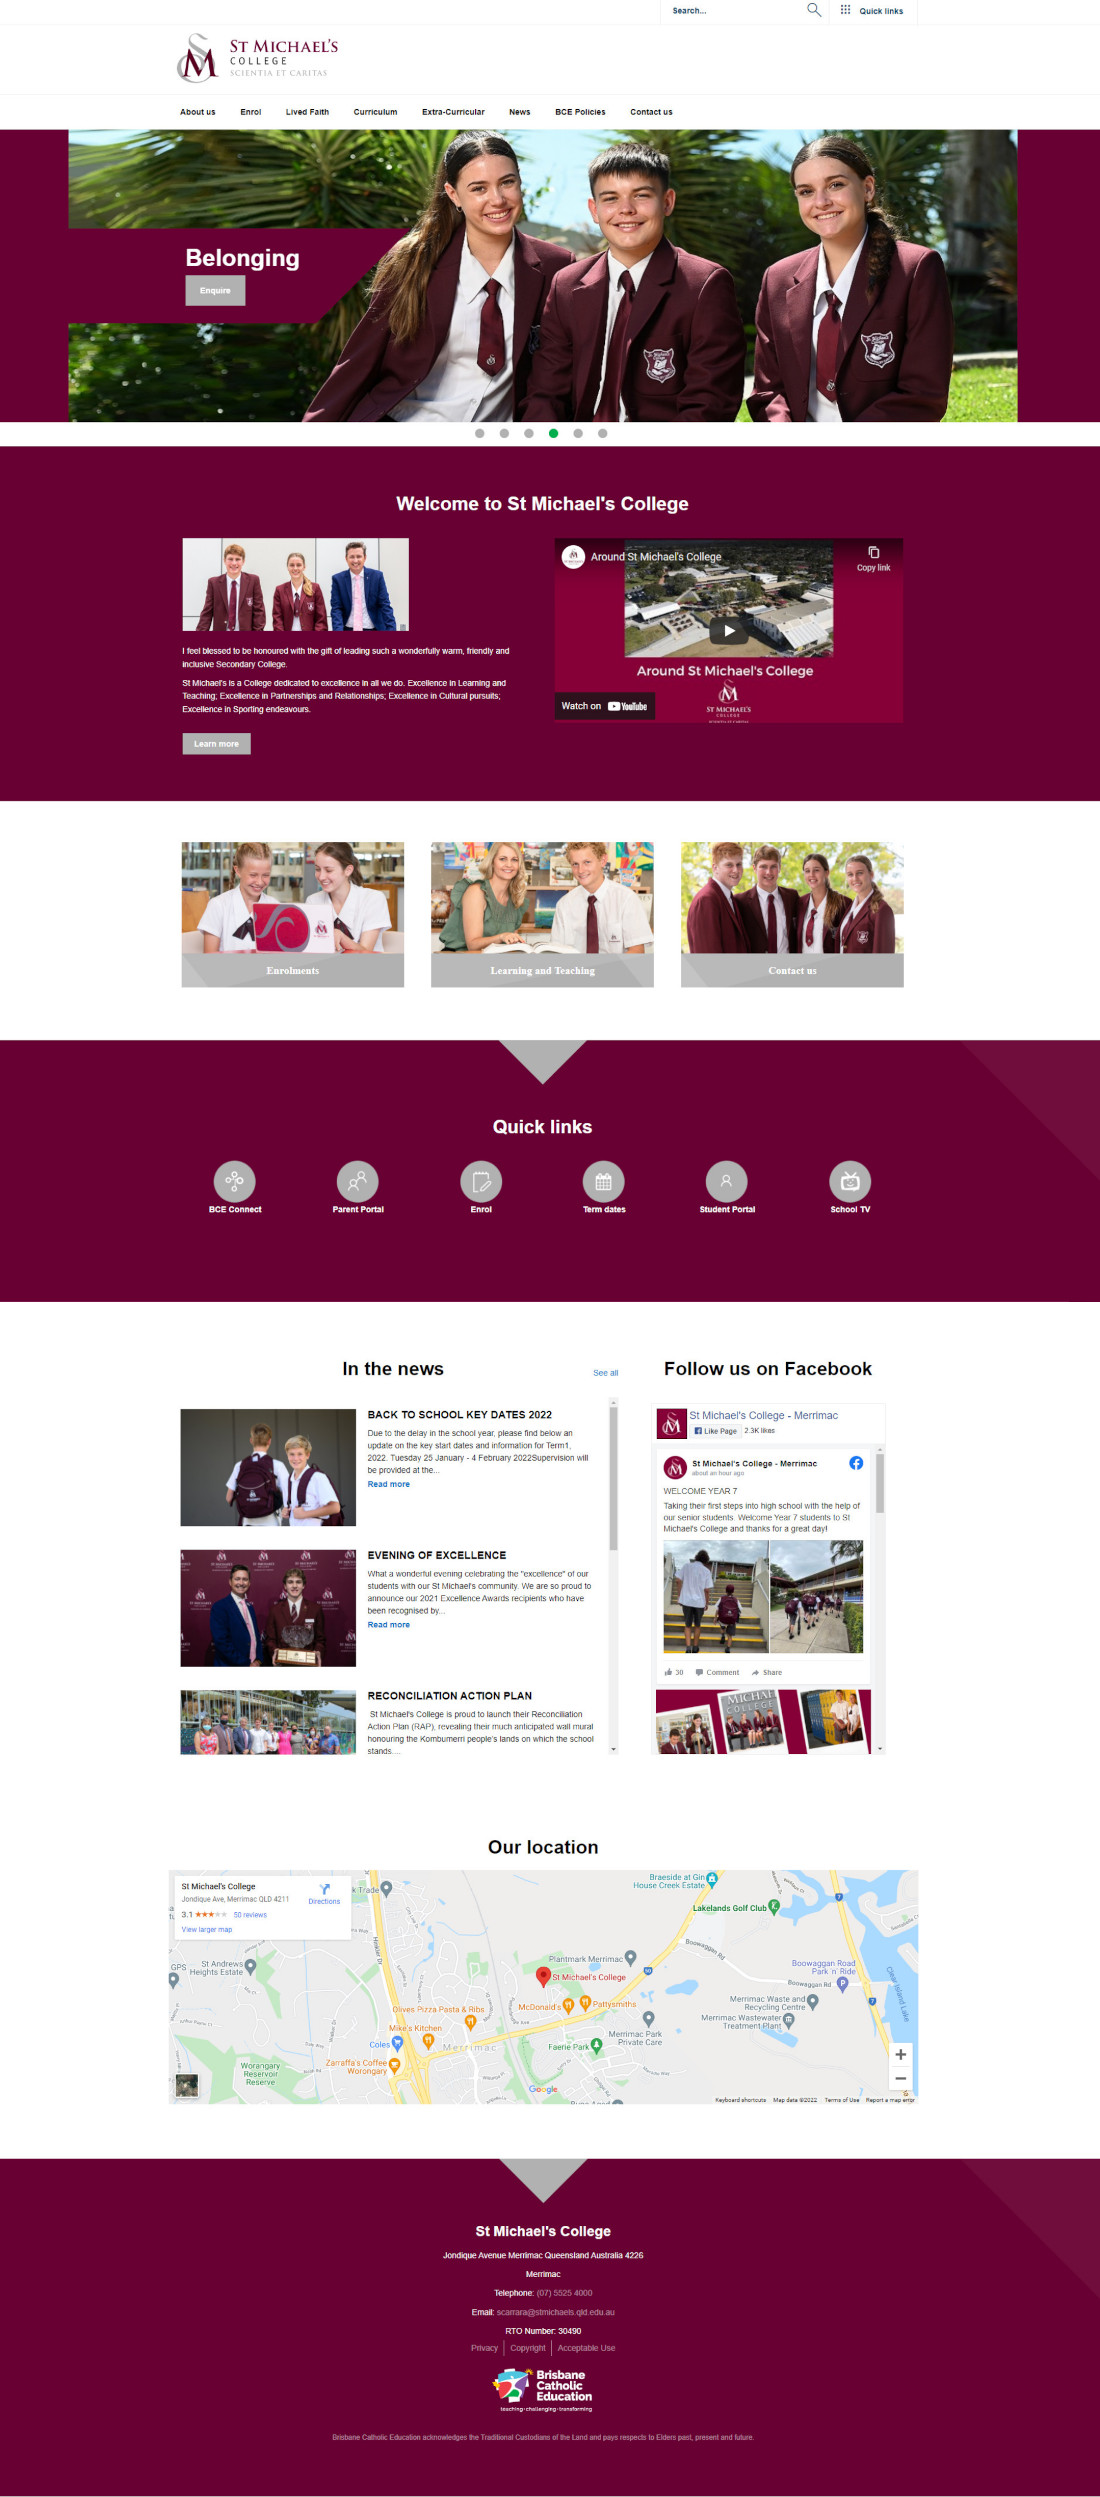 Search...
Quick links
ST MICHAEL'S
COLLEGE
SCIENTIA ET CARITAS
About us
Enrol
Lived Faith
Curriculum
Extra-Curricular
News
BCE Policies
Contact us
Belonging
Enquire
Welcome to St Michael's College
I feel blessed to be honoured with the gift of leading such a wonderfully warm, friendly and
inclusive Secondary College.
St Michael's is a College dedicated to excellence in all we do. Excellence in Learning and
Teaching; Excellence in Partnerships and Relationships; Excellence in Cultural pursuits;
Excellence in Sporting endeavours.
Learn more
Around St Michael's College
Copy link
Around St Michael's College
ST MICHAEL'S
COLLEGE
SCIENTIA ET CARITAS
Watch on YouTube
Enrolments
Learning and Teaching
Contact us
Quick links
BCE Connect
Parent Portal
Enrol
Term dates
Student Portal
School TV
In the news
See all
BACK TO SCHOOL KEY DATES 2022
Due to the delay in the school year, please find below an
update on the key start dates and information for Term1,
2022. Tuesday 25 January - 4 February 2022Supervision will
be provided at the...
Read more
EVENING OF EXCELLENCE
What a wonderful evening celebrating the "excellence" of our
students with our St Michael's community. We are so proud to
announce our 2021 Excellence Awards recipients who have
been recognised by...
Read more
RECONCILIATION ACTION PLAN
St Michael's College is proud to launch their Reconciliation
Action Plan (RAP), revealing their much anticipated wall mural
honouring the Kombumerri people's lands on which the school
stands....
Follow us on Facebook
St Michael's College - Merrimac
Like Page
2.3K likes
St Michael's College - Merrimac
about an hour ago
WELCOME YEAR 7
Taking their first steps into high school with the help of
our senior students. Welcome Year 7 students to St
Michael's College and thanks for a great day!
30
Comment
Share
MICHAEL
COLLEGE
Our location
St Michael's College
Jondique Ave, Merrimac QLD 4211
3.1
50 reviews
View larger map
Directions
k Trade
Braeside at Gin
House Creek Estate
Lakelands Golf Club
Boowaggan Rd
Plantmark Merrimac
St Michael's College
GPS
St Andrews
Heights Estate
Boowaggan Road
Park 'n' Ride
Boowaggan Rd
Clear Island Lake
McDonald's
Pattysmiths
Olives Pizza Pasta & Ribs
Mike's Kitchen
Coles
Merrimac
Zarraffa's Coffee
Worongary
Worongary
Reservoir
Reserve
Faerie Park
Merrimac Park
Private Care
Merrimac Waste and
Recycling Centre
Merrimac Wastewater
Treatment Plant
Google
Keyboard shortcuts
Map data ©2022
Terms of Use
Report a map error
St Michael's College
Jondique Avenue Merrimac Queensland Australia 4226
Merrimac
Telephone: (07) 5525 4000
Email: scarrara@stmichaels.qld.edu.au
RTO Number: 30490
Privacy
Copyright
Acceptable Use
Brisbane
Catholic
Education
teaching•challenging•transforming
Brisbane Catholic Education acknowledges the Traditional Custodians of the Land and pays respects to Elders past, present and future.